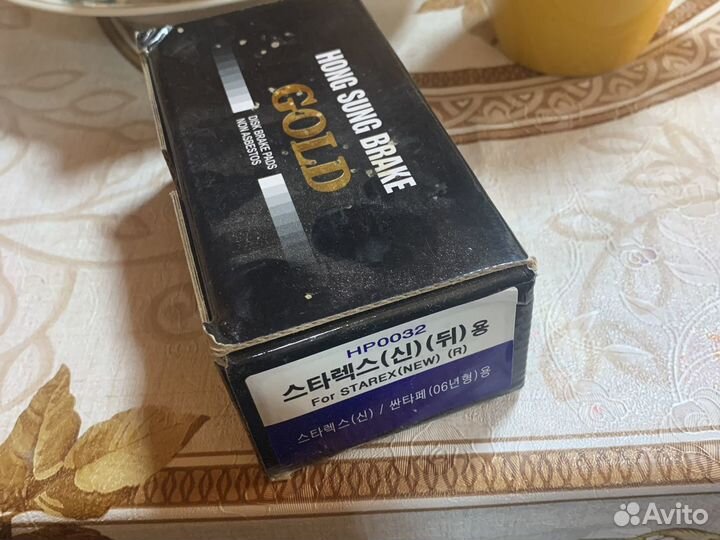 HONG SUNG BRAKE
GOLD
DISK BRAKE PADS
NON ASBESTOS
HP0032
스타렉스(신)(뒤)용
For STAREX(NEW) (R)
스타렉스(신) / 싼타페(06년형)용
Avito